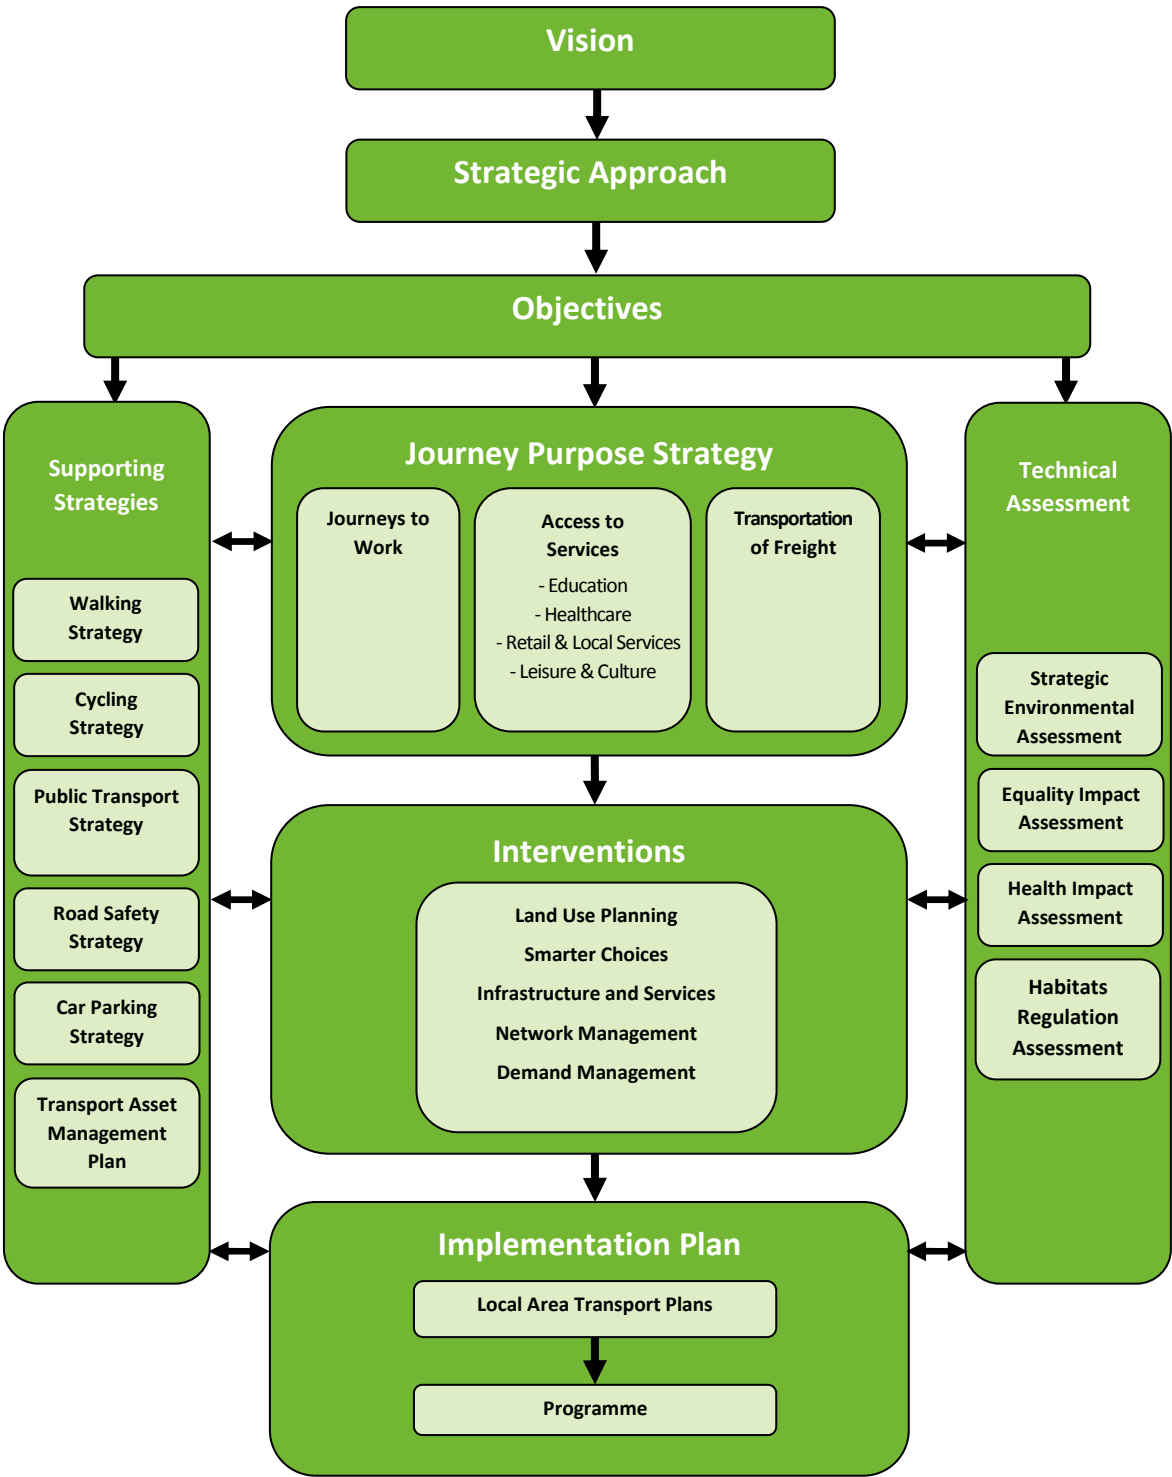 Vision
Strategic Approach
Objectives
Supporting
Strategies
Walking
Strategy
Cycling
Strategy
Public Transport
Strategy
Road Safety
Strategy
Car Parking
Strategy
Transport Asset
Management
Plan
Journey Purpose Strategy
Journeys to
Work
Access to
Services
- Education
- Healthcare
- Retail & Local Services
- Leisure & Culture
Transportation
of Freight
Interventions
Land Use Planning
Smarter Choices
Infrastructure and Services
Network Management
Demand Management
Implementation Plan
Local Area Transport Plans
Programme
Technical
Assessment
Strategic
Environmental
Assessment
Equality Impact
Assessment
Health Impact
Assessment
Habitats
Regulation
Assessment